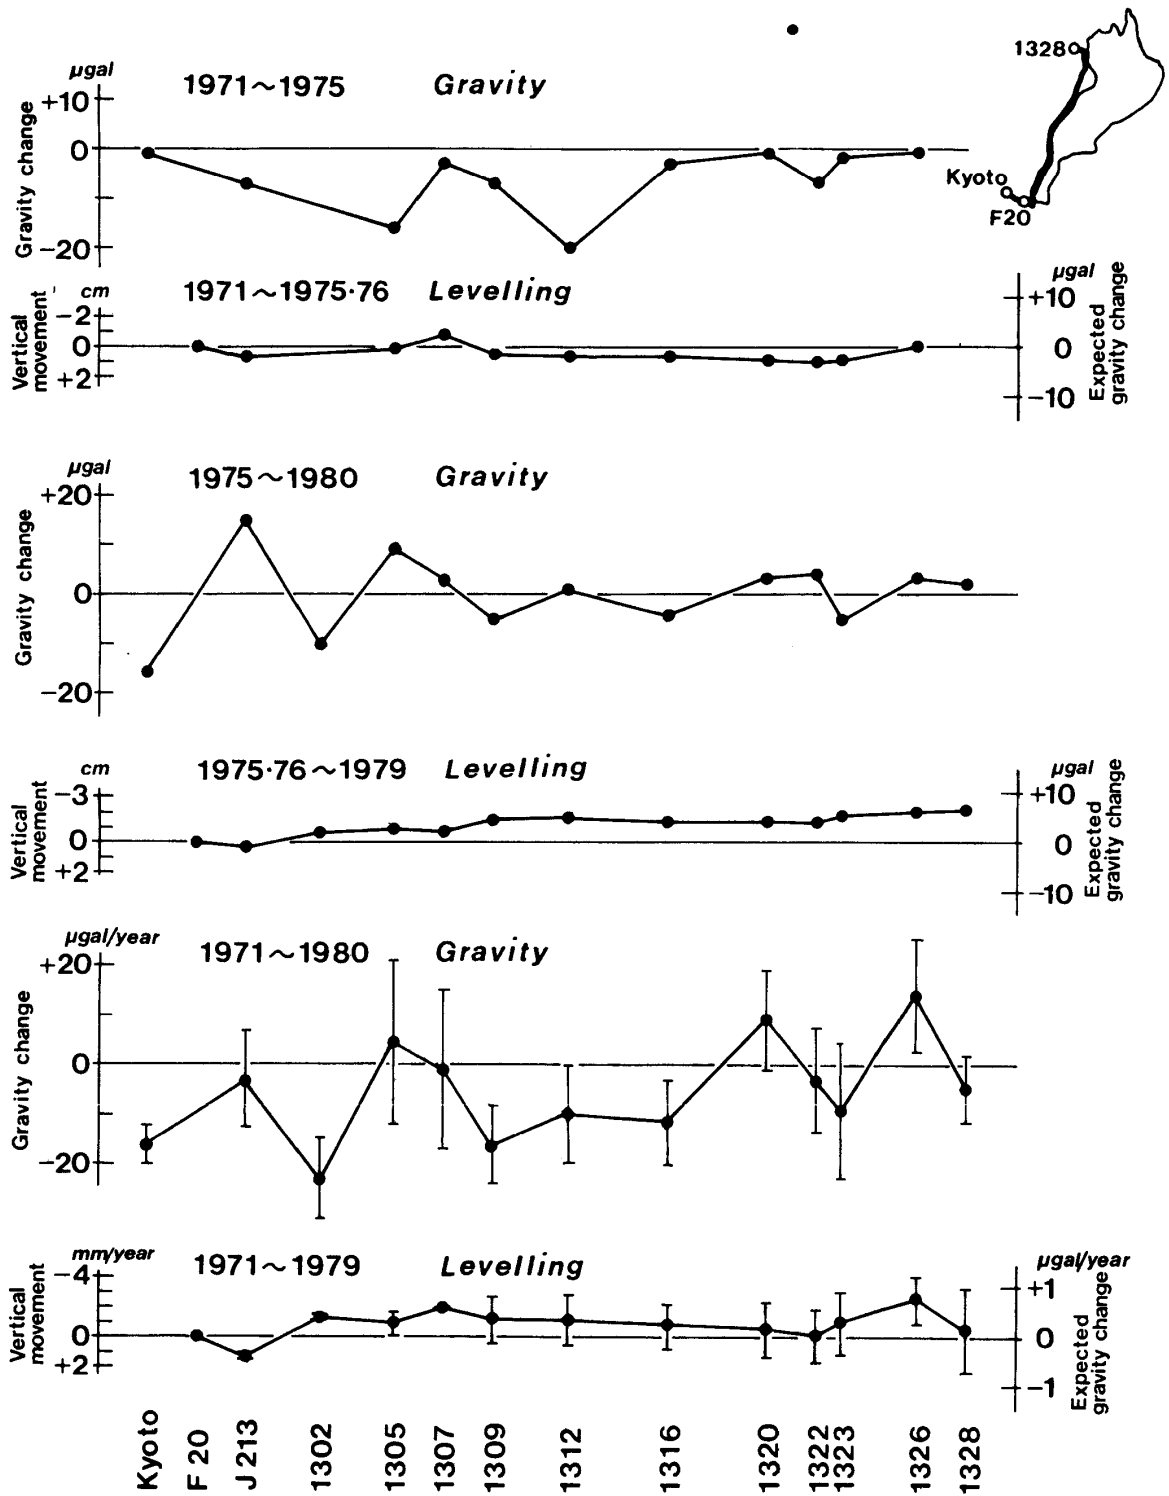 μgal
1971～1975 Gravity
+10
0
−20
Gravity change
1328
Kyoto
F20
cm
1971～1975·76 Levelling
−2
0
+2
Vertical
movement
μgal
+10
0
−10
Expected
gravity change
μgal
1975～1980 Gravity
+20
0
−20
Gravity change
cm
1975·76～1979 Levelling
−3
0
+2
Vertical
movement
μgal
+10
0
−10
Expected
gravity change
μgal/year
1971～1980 Gravity
+20
0
−20
Gravity change
mm/year
1971～1979 Levelling
−4
0
+2
Vertical
movement
μgal/year
+1
0
−1
Expected
gravity change
Kyoto
F 20
J 213
1302
1305
1307
1309
1312
1316
1320
1322
1323
1326
1328